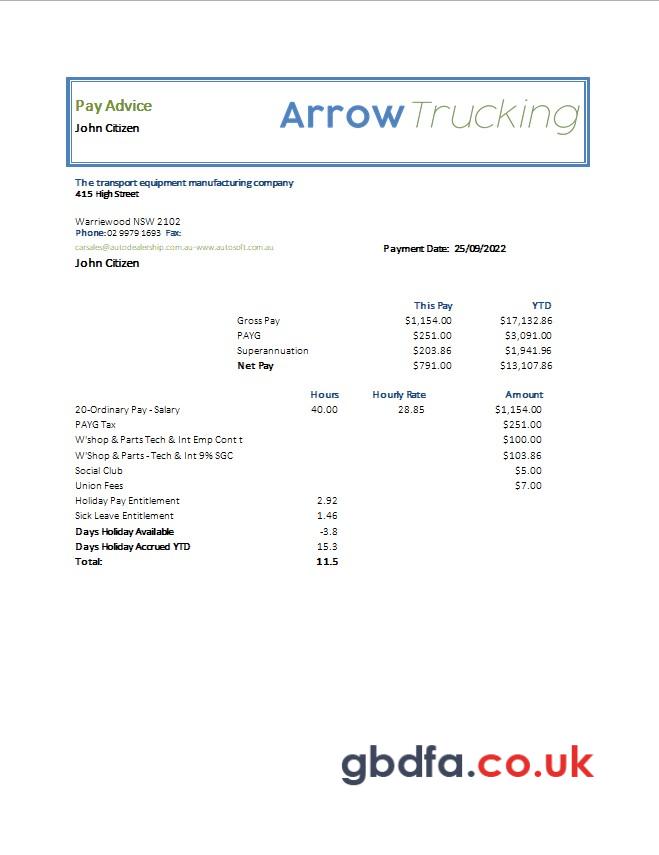 Pay Advice
John Citizen
Arrow Trucking
The transport equipment manufacturing company
415 High Street
Warriewood NSW 2102
Phone: 02 9979 1693 Fax:
carsales@autodealership.com.au-www.autosoft.com.au
Payment Date: 25/09/2022
John Citizen
This Pay YTD
Gross Pay $1,154.00 $17,132.86
PAYG $251.00 $3,091.00
Superannuation $203.86 $1,941.96
Net Pay $791.00 $13,107.86
Hours Hourly Rate Amount
20-Ordinary Pay - Salary 40.00 28.85 $1,154.00
PAYG Tax $251.00
W'shop & Parts Tech & Int Emp Cont t $100.00
W'Shop & Parts - Tech & Int 9% SGC $103.86
Social Club $5.00
Union Fees $7.00
Holiday Pay Entitlement 2.92
Sick Leave Entitlement 1.46
Days Holiday Available -3.8
Days Holiday Accrued YTD 15.3
Total: 11.5
gbdfa.co.uk